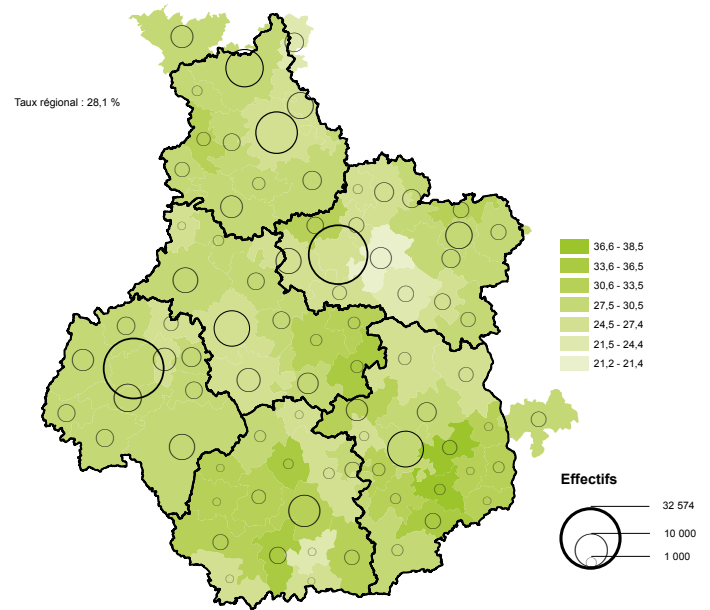 Taux régional : 28,1 %
36,6 - 38,5
33,6 - 36,5
30,6 - 33,5
27,5 - 30,5
24,5 - 27,4
21,5 - 24,4
21,2 - 21,4
Effectifs
32 574
10 000
1 000